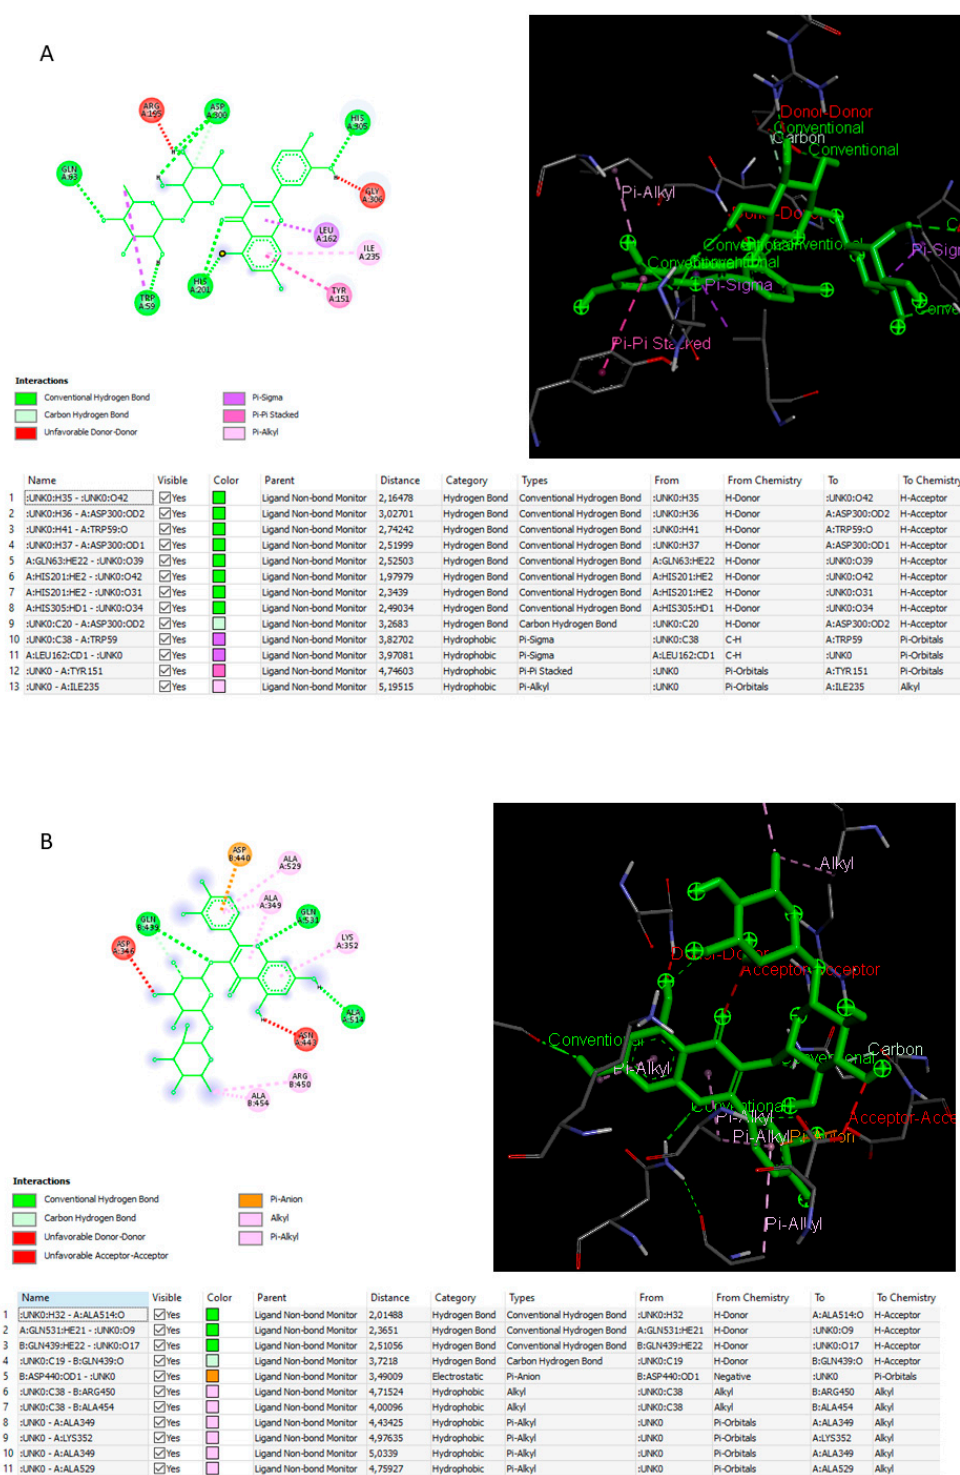 A
ARG
A:195
ASP
A:300
HIS
A:305
GLN
A:63
GLY
A:306
LEU
A:162
ILE
A:235
HIS
A:201
TYR
A:151
TRP
A:59
Donor-Donor
Conventional
Carbon
Conventional
Pi-Alkyl
Pi-Sigma
Pi-Pi Stacked
Interactions
Conventional Hydrogen Bond
Carbon Hydrogen Bond
Unfavorable Donor-Donor
Pi-Sigma
Pi-Pi Stacked
Pi-Alkyl
Name Visible Color Parent Distance Category Types From From Chemistry To To Chemistry
1 :UNK0:H35 - :UNK0:O42 Yes Ligand Non-bond Monitor 2,16478 Hydrogen Bond Conventional Hydrogen Bond :UNK0:H35 H-Donor :UNK0:O42 H-Acceptor
2 :UNK0:H36 - A:ASP300:OD2 Yes Ligand Non-bond Monitor 3,02701 Hydrogen Bond Conventional Hydrogen Bond :UNK0:H36 H-Donor A:ASP300:OD2 H-Acceptor
3 :UNK0:H41 - A:TRP59:O Yes Ligand Non-bond Monitor 2,74242 Hydrogen Bond Conventional Hydrogen Bond :UNK0:H41 H-Donor A:TRP59:O H-Acceptor
4 :UNK0:H37 - A:ASP300:OD1 Yes Ligand Non-bond Monitor 2,51999 Hydrogen Bond Conventional Hydrogen Bond :UNK0:H37 H-Donor A:ASP300:OD1 H-Acceptor
5 A:GLN63:HE22 - :UNK0:O39 Yes Ligand Non-bond Monitor 2,52503 Hydrogen Bond Conventional Hydrogen Bond A:GLN63:HE22 H-Donor :UNK0:O39 H-Acceptor
6 A:HIS201:HE2 - :UNK0:O42 Yes Ligand Non-bond Monitor 1,97979 Hydrogen Bond Conventional Hydrogen Bond A:HIS201:HE2 H-Donor :UNK0:O42 H-Acceptor
7 A:HIS201:HE2 - :UNK0:O31 Yes Ligand Non-bond Monitor 2,3439 Hydrogen Bond Conventional Hydrogen Bond A:HIS201:HE2 H-Donor :UNK0:O31 H-Acceptor
8 A:HIS305:HD1 - :UNK0:O34 Yes Ligand Non-bond Monitor 2,49034 Hydrogen Bond Conventional Hydrogen Bond A:HIS305:HD1 H-Donor :UNK0:O34 H-Acceptor
9 :UNK0:C20 - A:ASP300:OD2 Yes Ligand Non-bond Monitor 3,2683 Hydrogen Bond Carbon Hydrogen Bond :UNK0:C20 H-Donor A:ASP300:OD2 H-Acceptor
10 :UNK0:C38 - A:TRP59 Yes Ligand Non-bond Monitor 3,82702 Hydrophobic Pi-Sigma :UNK0:C38 C-H A:TRP59 Pi-Orbitals
11 A:LEU162:CD1 - :UNK0 Yes Ligand Non-bond Monitor 3,97081 Hydrophobic Pi-Sigma A:LEU162:CD1 C-H :UNK0 Pi-Orbitals
12 :UNK0 - A:TYR151 Yes Ligand Non-bond Monitor 4,74603 Hydrophobic Pi-Pi Stacked :UNK0 Pi-Orbitals A:TYR151 Pi-Orbitals
13 :UNK0 - A:ILE235 Yes Ligand Non-bond Monitor 5,19515 Hydrophobic Pi-Alkyl :UNK0 Pi-Orbitals A:ILE235 Alkyl
B
ASP
B:440
ALA
A:529
ALA
A:349
GLN
A:531
GLN
B:439
LYS
A:352
ASP
A:346
ALA
A:514
ASN
A:443
ARG
B:450
ALA
B:454
Alkyl
Donor-Donor
Acceptor-Acceptor
Conventional
Carbon
Pi-Alkyl
Conventional
Pi-Alkyl
Acceptor-Acce
Pi-Alkyl
Pi-Anion
Pi-Alkyl
Interactions
Conventional Hydrogen Bond
Carbon Hydrogen Bond
Unfavorable Donor-Donor
Unfavorable Acceptor-Acceptor
Pi-Anion
Alkyl
Pi-Alkyl
Name Visible Color Parent Distance Category Types From From Chemistry To To Chemistry
1 :UNK0:H32 - A:ALA514:O Yes Ligand Non-bond Monitor 2,01488 Hydrogen Bond Conventional Hydrogen Bond :UNK0:H32 H-Donor A:ALA514:O H-Acceptor
2 A:GLN531:HE21 - :UNK0:O9 Yes Ligand Non-bond Monitor 2,3651 Hydrogen Bond Conventional Hydrogen Bond A:GLN531:HE21 H-Donor :UNK0:O9 H-Acceptor
3 B:GLN439:HE22 - :UNK0:O17 Yes Ligand Non-bond Monitor 2,51056 Hydrogen Bond Conventional Hydrogen Bond B:GLN439:HE22 H-Donor :UNK0:O17 H-Acceptor
4 :UNK0:C19 - B:GLN439:O Yes Ligand Non-bond Monitor 3,7218 Hydrogen Bond Carbon Hydrogen Bond :UNK0:C19 H-Donor B:GLN439:O H-Acceptor
5 B:ASP440:OD1 - :UNK0 Yes Ligand Non-bond Monitor 3,49009 Electrostatic Pi-Anion B:ASP440:OD1 Negative :UNK0 Pi-Orbitals
6 :UNK0:C38 - B:ARG450 Yes Ligand Non-bond Monitor 4,71524 Hydrophobic Alkyl :UNK0:C38 Alkyl B:ARG450 Alkyl
7 :UNK0:C38 - B:ALA454 Yes Ligand Non-bond Monitor 4,00096 Hydrophobic Alkyl :UNK0:C38 Alkyl B:ALA454 Alkyl
8 :UNK0 - A:ALA349 Yes Ligand Non-bond Monitor 4,43425 Hydrophobic Pi-Alkyl :UNK0 Pi-Orbitals A:ALA349 Alkyl
9 :UNK0 - A:LYS352 Yes Ligand Non-bond Monitor 4,97635 Hydrophobic Pi-Alkyl :UNK0 Pi-Orbitals A:LYS352 Alkyl
10 :UNK0 - A:ALA349 Yes Ligand Non-bond Monitor 5,0339 Hydrophobic Pi-Alkyl :UNK0 Pi-Orbitals A:ALA349 Alkyl
11 :UNK0 - A:ALA529 Yes Ligand Non-bond Monitor 4,75927 Hydrophobic Pi-Alkyl :UNK0 Pi-Orbitals A:ALA529 Alkyl